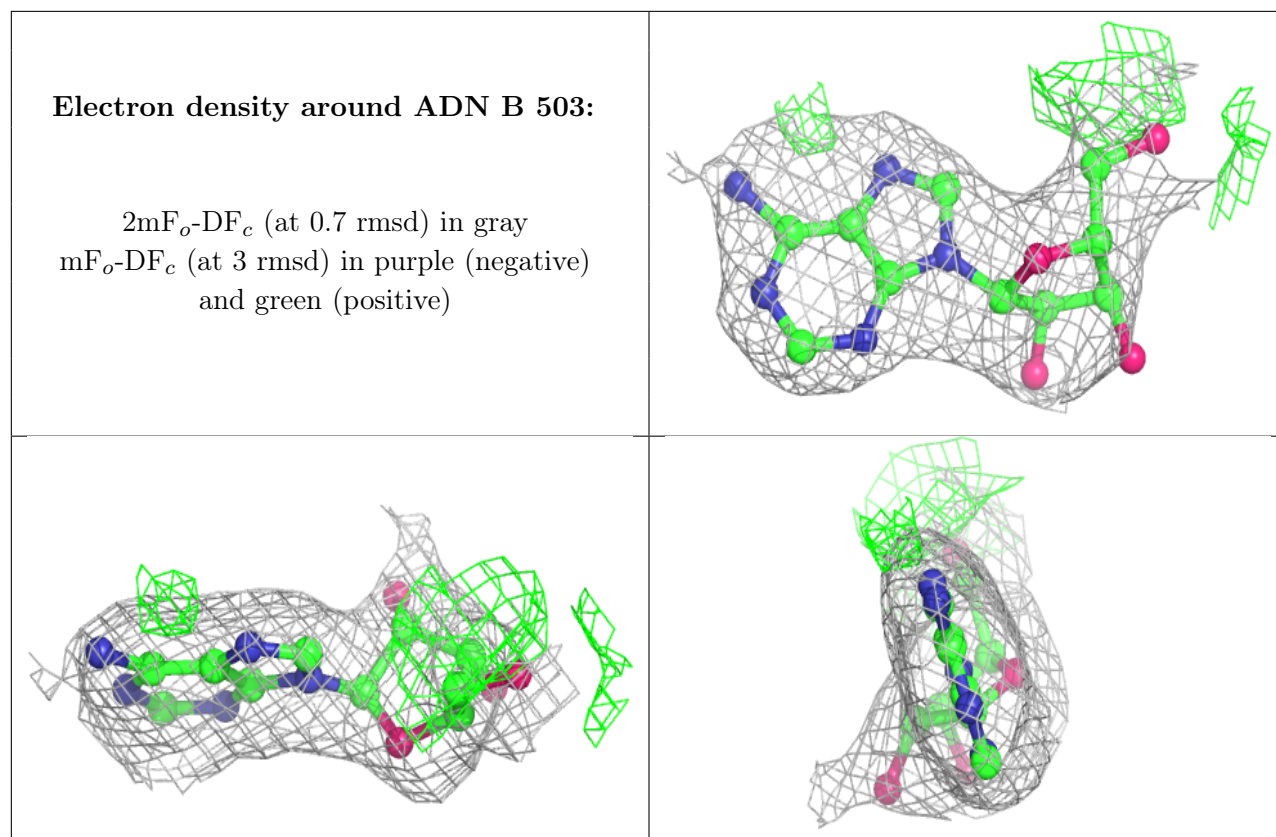 Electron density around ADN B 503:
2mFₒ-DF𝒸 (at 0.7 rmsd) in gray
mFₒ-DF𝒸 (at 3 rmsd) in purple (negative)
and green (positive)